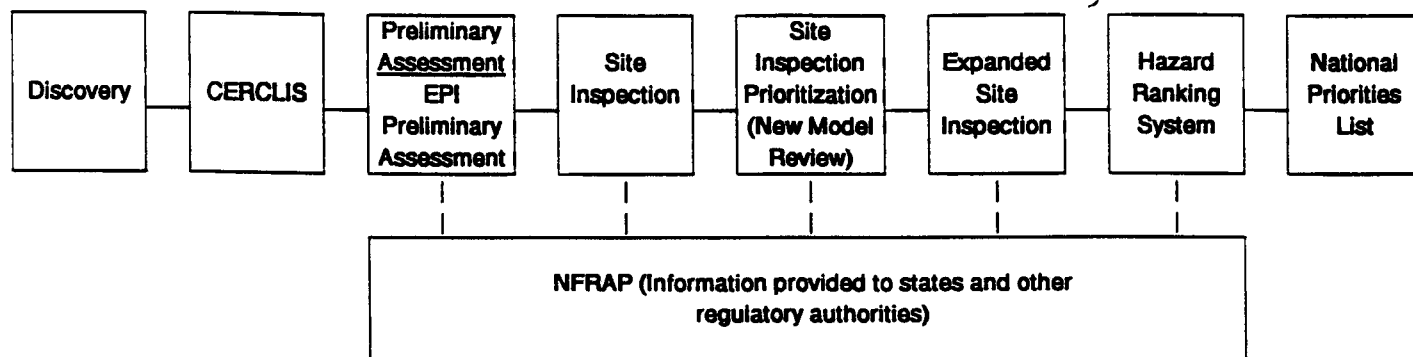 Discovery
CERCLIS
Preliminary
Assessment
EPI
Preliminary
Assessment
Site
Inspection
Site
Inspection
Prioritization
(New Model
Review)
Expanded
Site
Inspection
Hazard
Ranking
System
National
Priorities
List
NFRAP (Information provided to states and other
regulatory authorities)